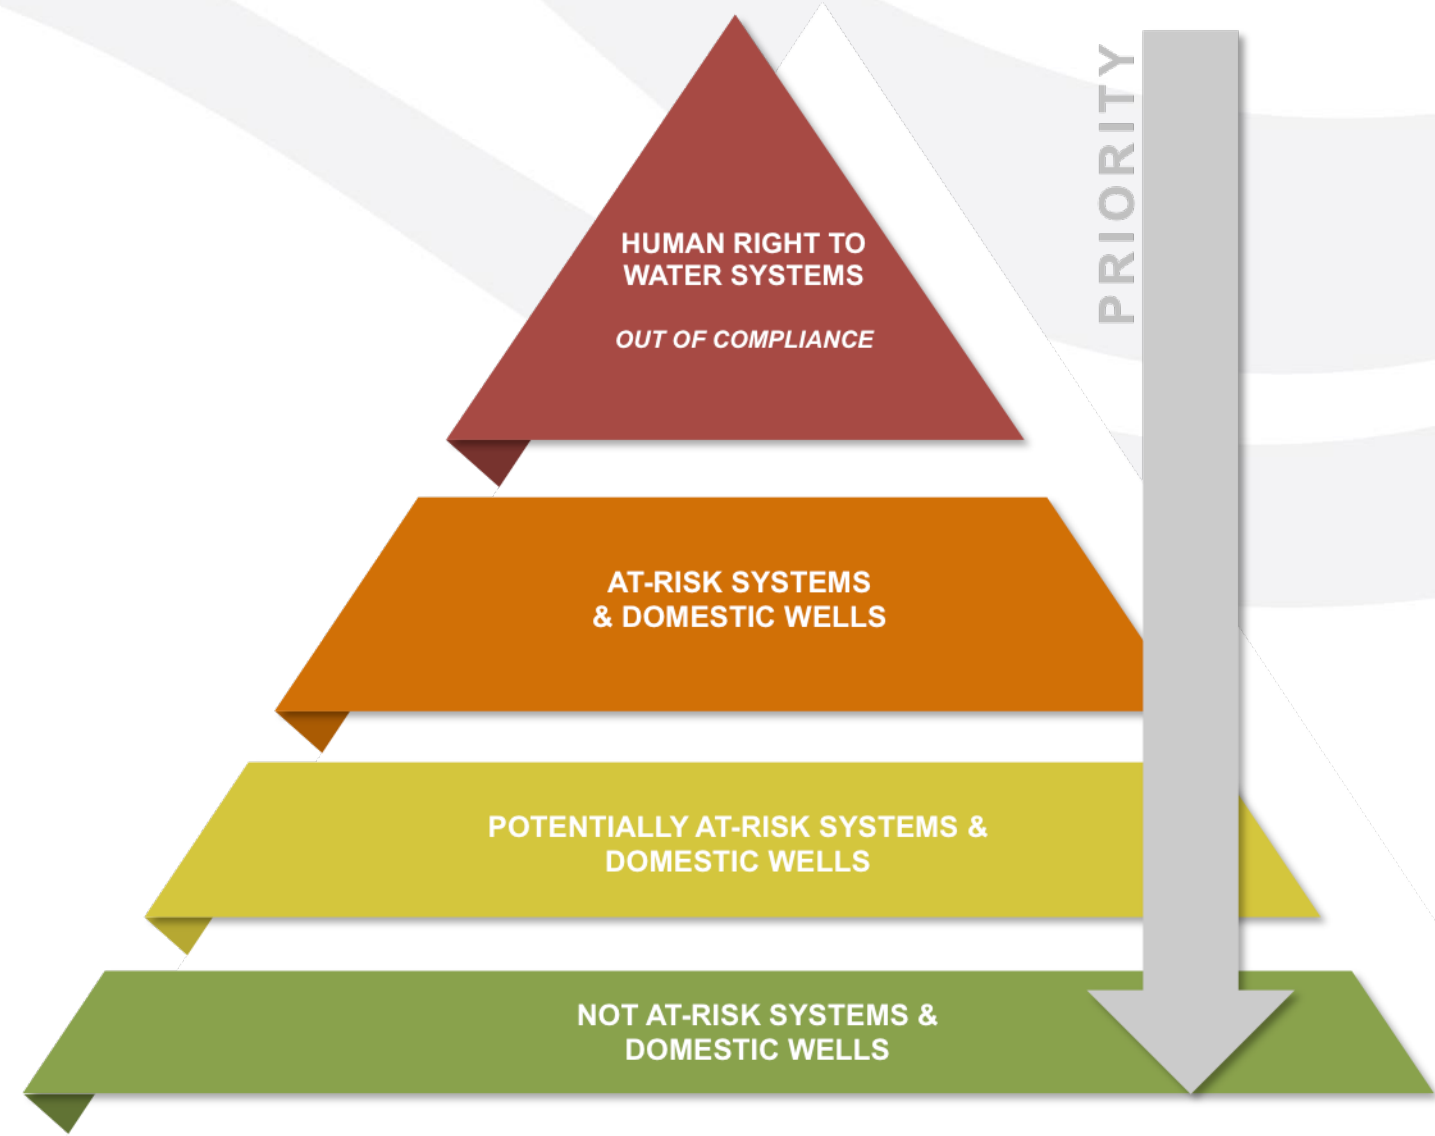 PRIORITY
HUMAN RIGHT TO
WATER SYSTEMS
OUT OF COMPLIANCE
AT-RISK SYSTEMS
& DOMESTIC WELLS
POTENTIALLY AT-RISK SYSTEMS &
DOMESTIC WELLS
NOT AT-RISK SYSTEMS &
DOMESTIC WELLS